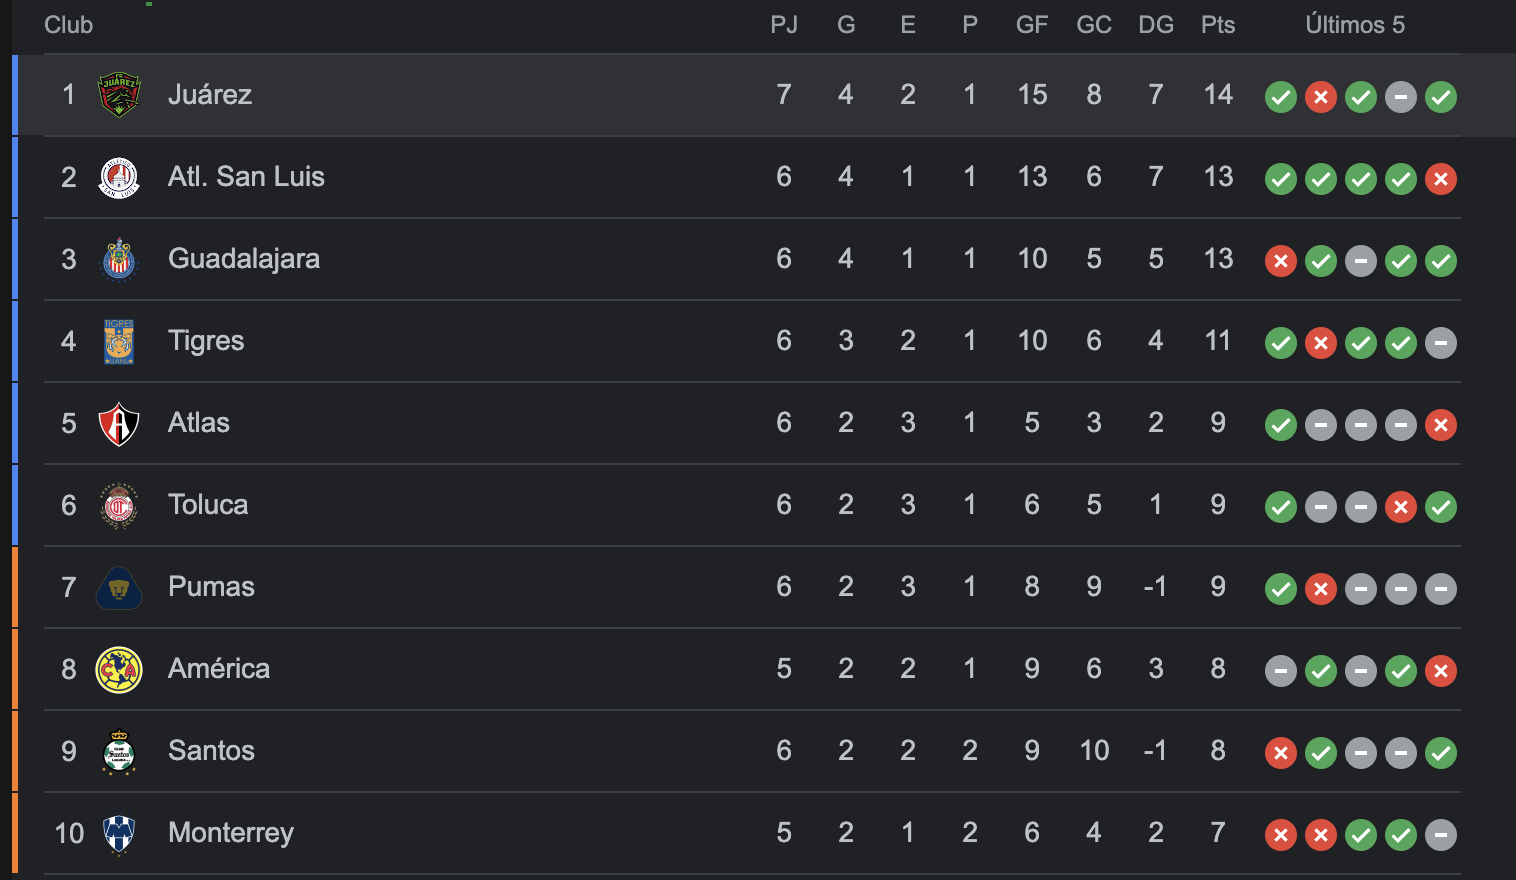 Club PJ G E P GF GC DG Pts Últimos 5
1 Juárez 7 4 2 1 15 8 7 14
2 Atl. San Luis 6 4 1 1 13 6 7 13
3 Guadalajara 6 4 1 1 10 5 5 13
4 Tigres 6 3 2 1 10 6 4 11
5 Atlas 6 2 3 1 5 3 2 9
6 Toluca 6 2 3 1 6 5 1 9
7 Pumas 6 2 3 1 8 9 -1 9
8 América 5 2 2 1 9 6 3 8
9 Santos 6 2 2 2 9 10 -1 8
10 Monterrey 5 2 1 2 6 4 2 7